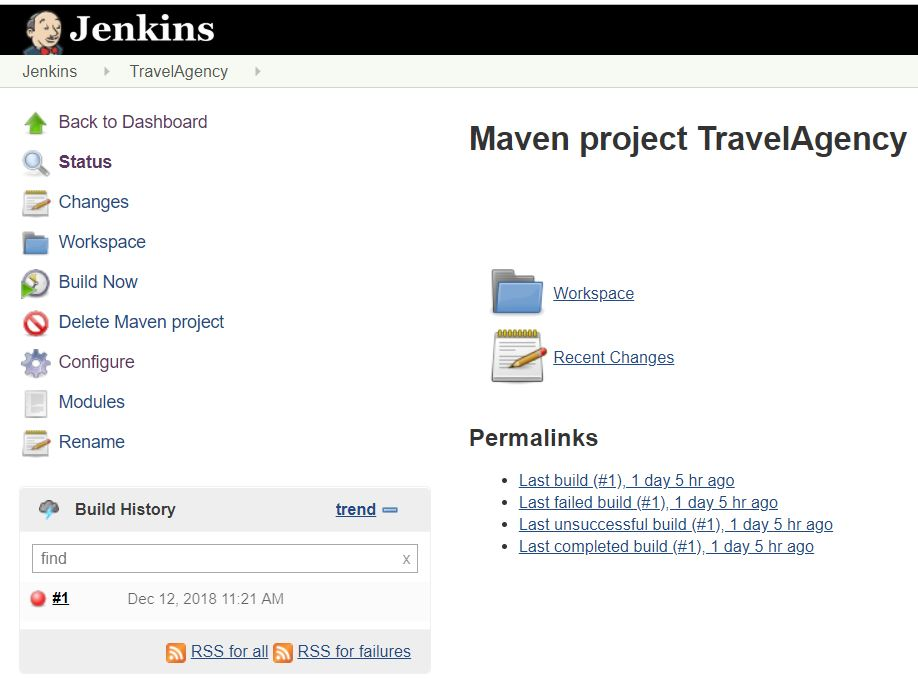 Jenkins
Jenkins TravelAgency
Back to Dashboard
Status
Changes
Workspace
Build Now
Delete Maven project
Configure
Modules
Rename
Build History trend
find x
#1 Dec 12, 2018 11:21 AM
RSS for all RSS for failures
Maven project TravelAgency
Workspace
Recent Changes
Permalinks
Last build (#1), 1 day 5 hr ago
Last failed build (#1), 1 day 5 hr ago
Last unsuccessful build (#1), 1 day 5 hr ago
Last completed build (#1), 1 day 5 hr ago